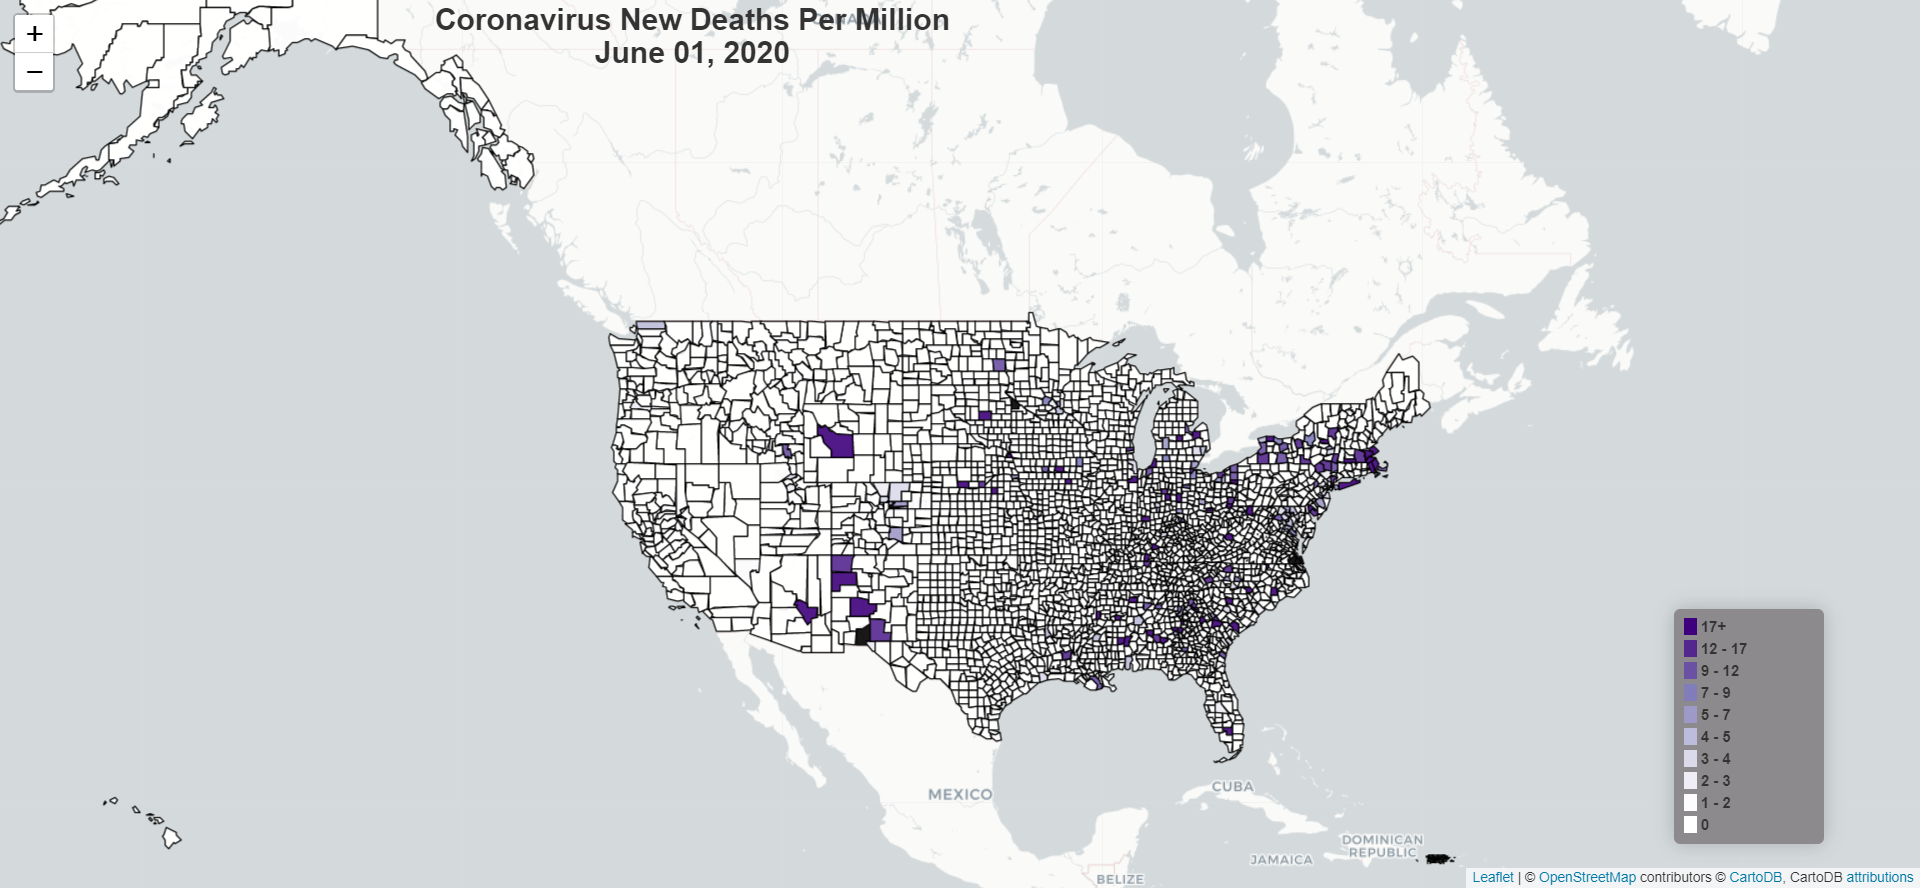 +
−
CANADA
Coronavirus New Deaths Per Million
June 01, 2020
17+
12 - 17
9 - 12
7 - 9
5 - 7
4 - 5
3 - 4
2 - 3
1 - 2
0
MEXICO
CUBA
DOMINICAN
REPUBLIC
JAMAICA
BELIZE
Leaflet | © OpenStreetMap contributors © CartoDB, CartoDB attributions